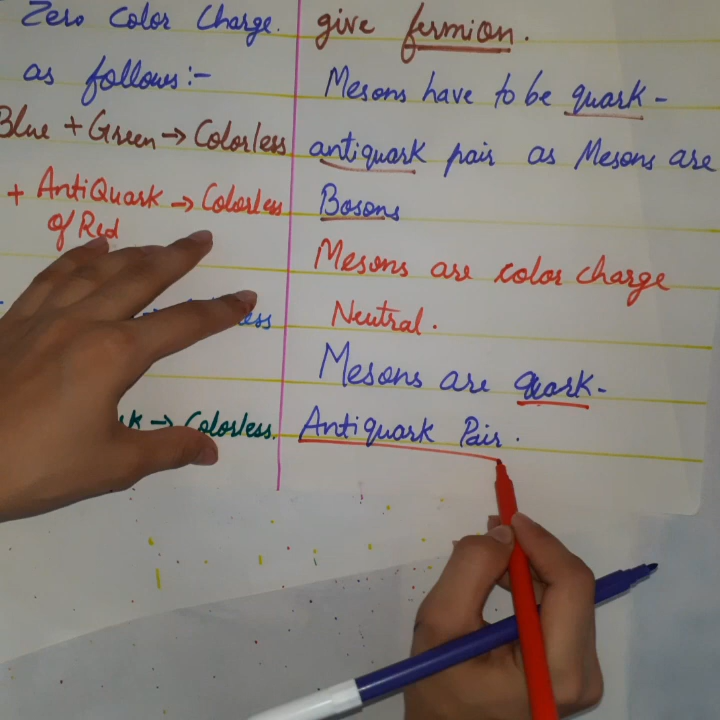 Zero Color Charge.
as follows:-
Blue + Green → Colorless
+ AntiQuark → Colorless
of Red
Colorless.
give fermion.
Mesons have to be quark-
antiquark pair as Mesons are
Bosons
Mesons are color charge
Neutral.
Mesons are quark-
Antiquark Pair.